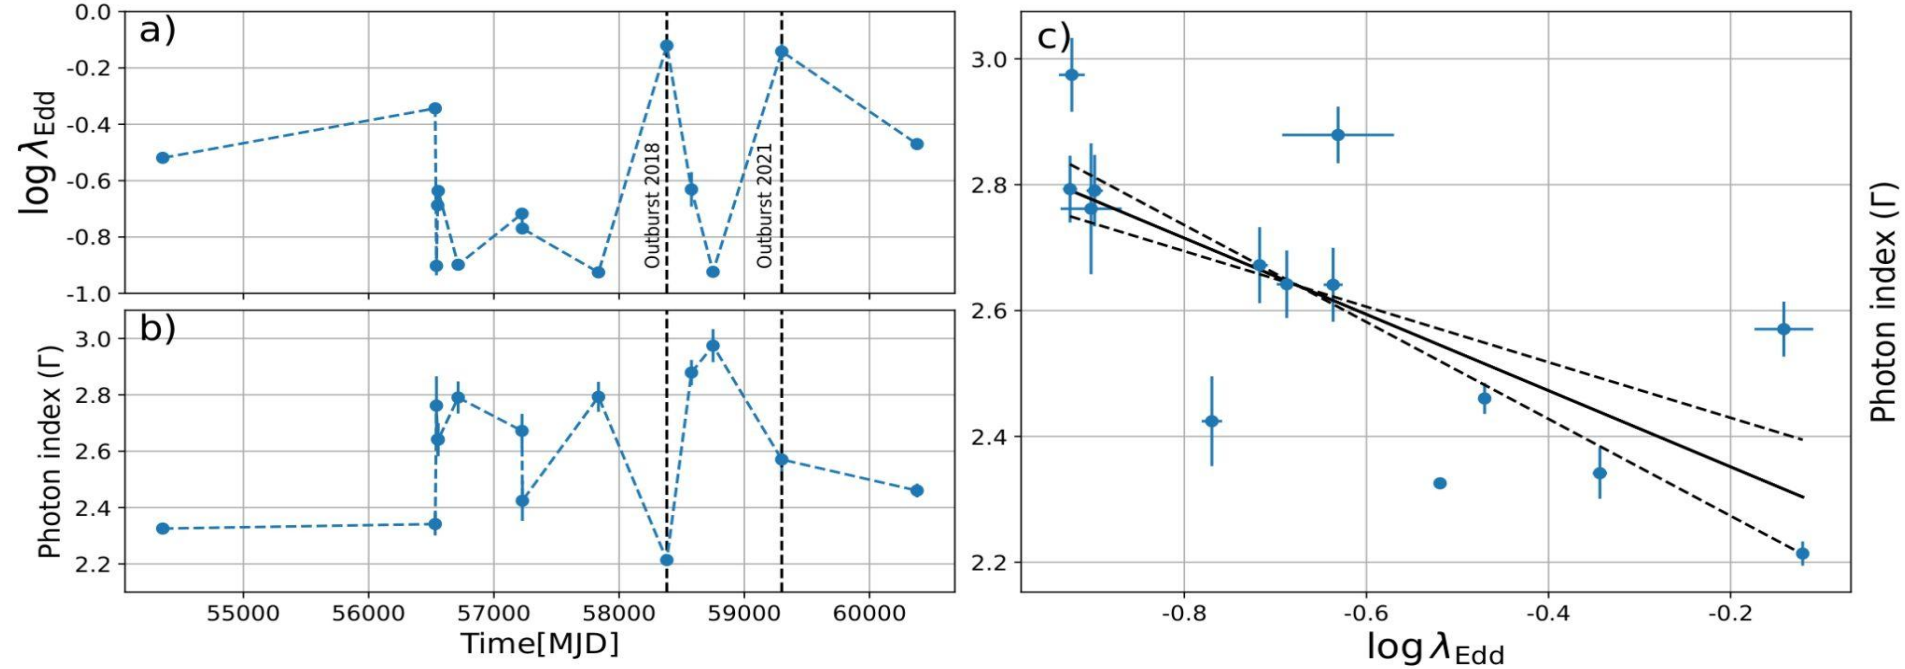 a)
0.0
-0.2
-0.4
-0.6
-0.8
-1.0
log λEdd
Outburst 2018
Outburst 2021
b)
3.0
2.8
2.6
2.4
2.2
Photon index (Γ)
55000 56000 57000 58000 59000 60000
Time[MJD]
c)
3.0
2.8
2.6
2.4
2.2
-0.8 -0.6 -0.4 -0.2
log λEdd
Photon index (Γ)